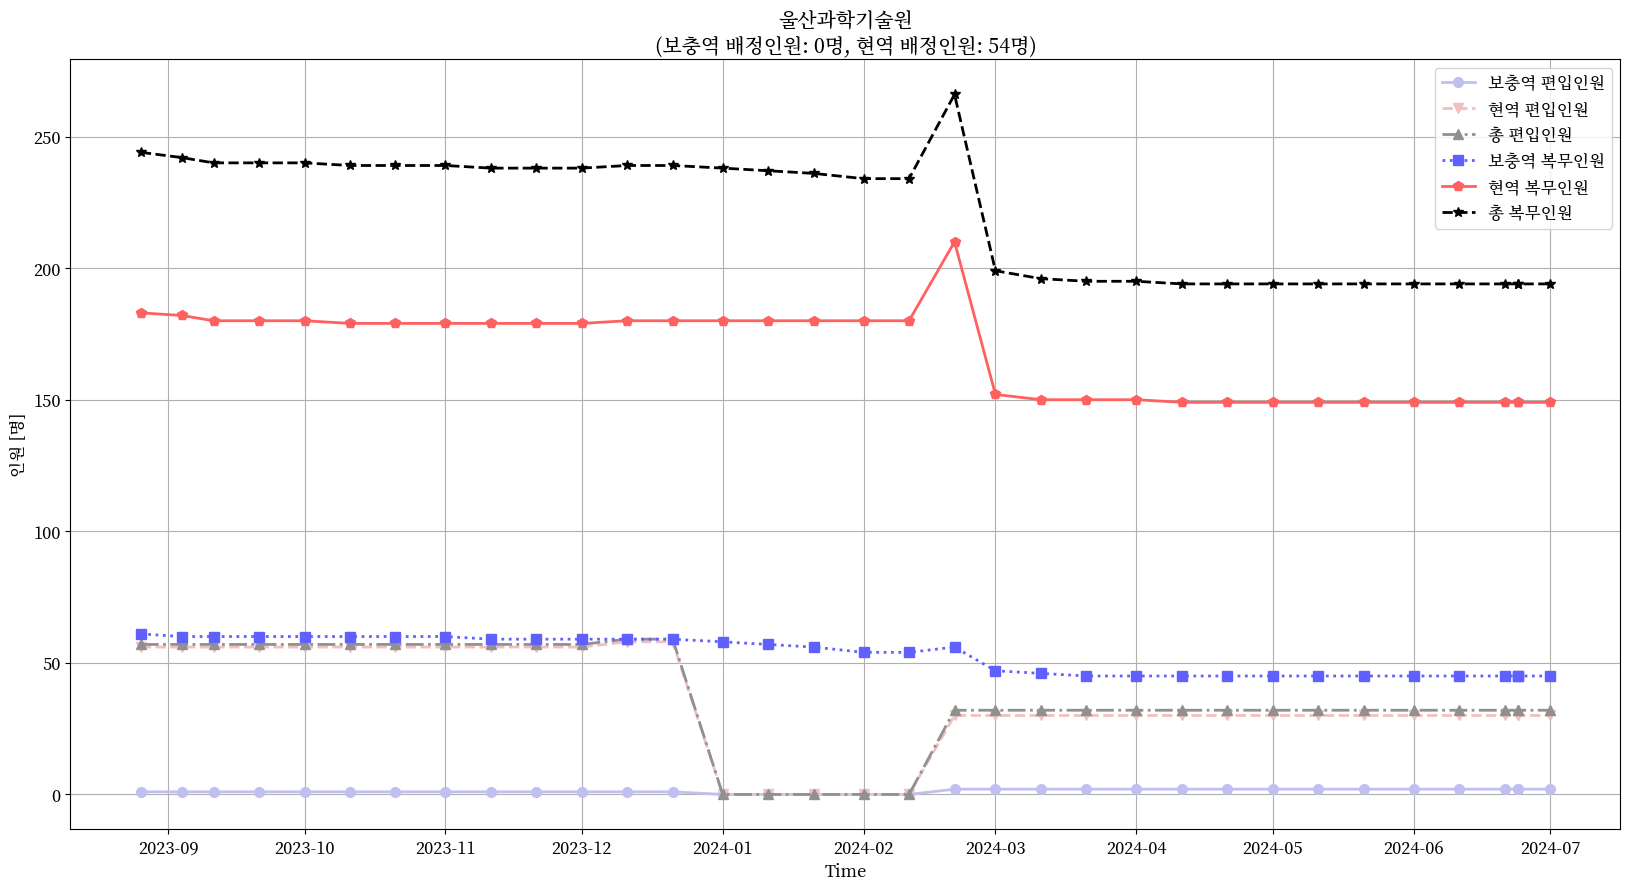 울산과학기술원
(보충역 배정인원: 0명, 현역 배정인원: 54명)
보충역 편입인원
현역 편입인원
총 편입인원
보충역 복무인원
현역 복무인원
총 복무인원
인원 [명]
250
200
150
100
50
0
2023-09
2023-10
2023-11
2023-12
2024-01
2024-02
2024-03
2024-04
2024-05
2024-06
2024-07
Time